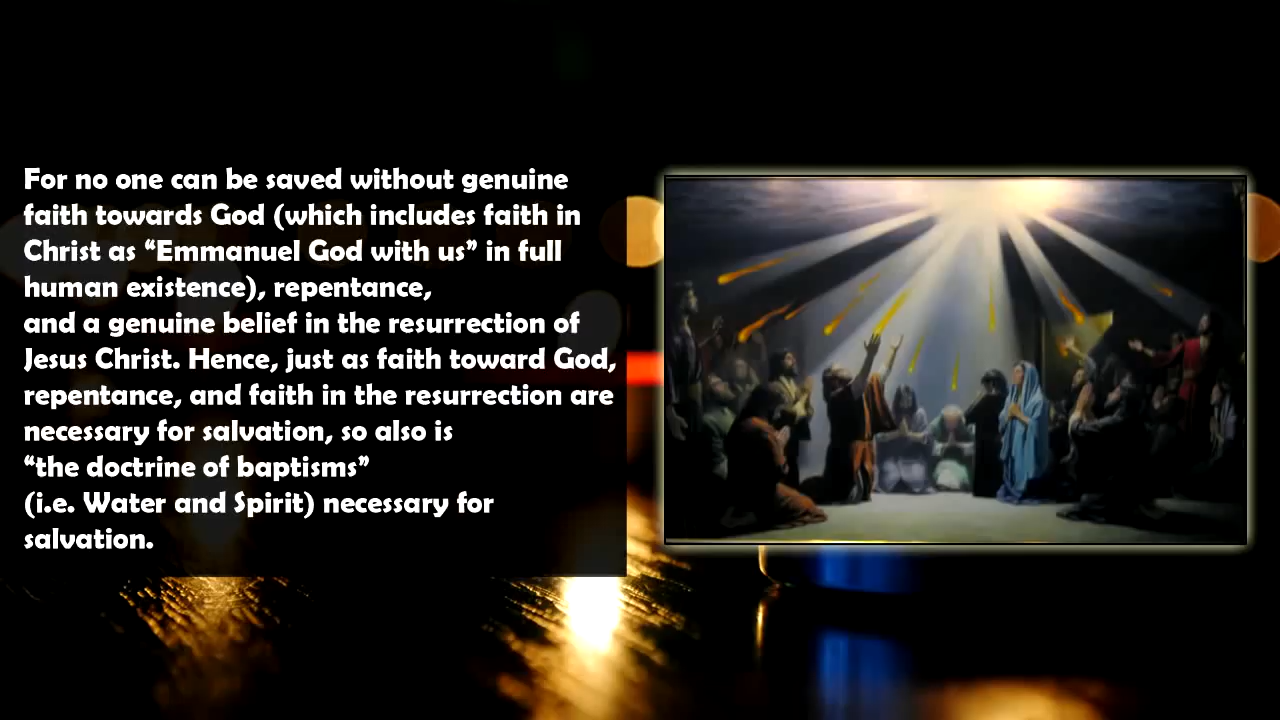 For no one can be saved without genuine
faith towards God (which includes faith in
Christ as “Emmanuel God with us” in full
human existence), repentance,
and a genuine belief in the resurrection of
Jesus Christ. Hence, just as faith toward God,
repentance, and faith in the resurrection are
necessary for salvation, so also is
“the doctrine of baptisms”
(i.e. Water and Spirit) necessary for
salvation.